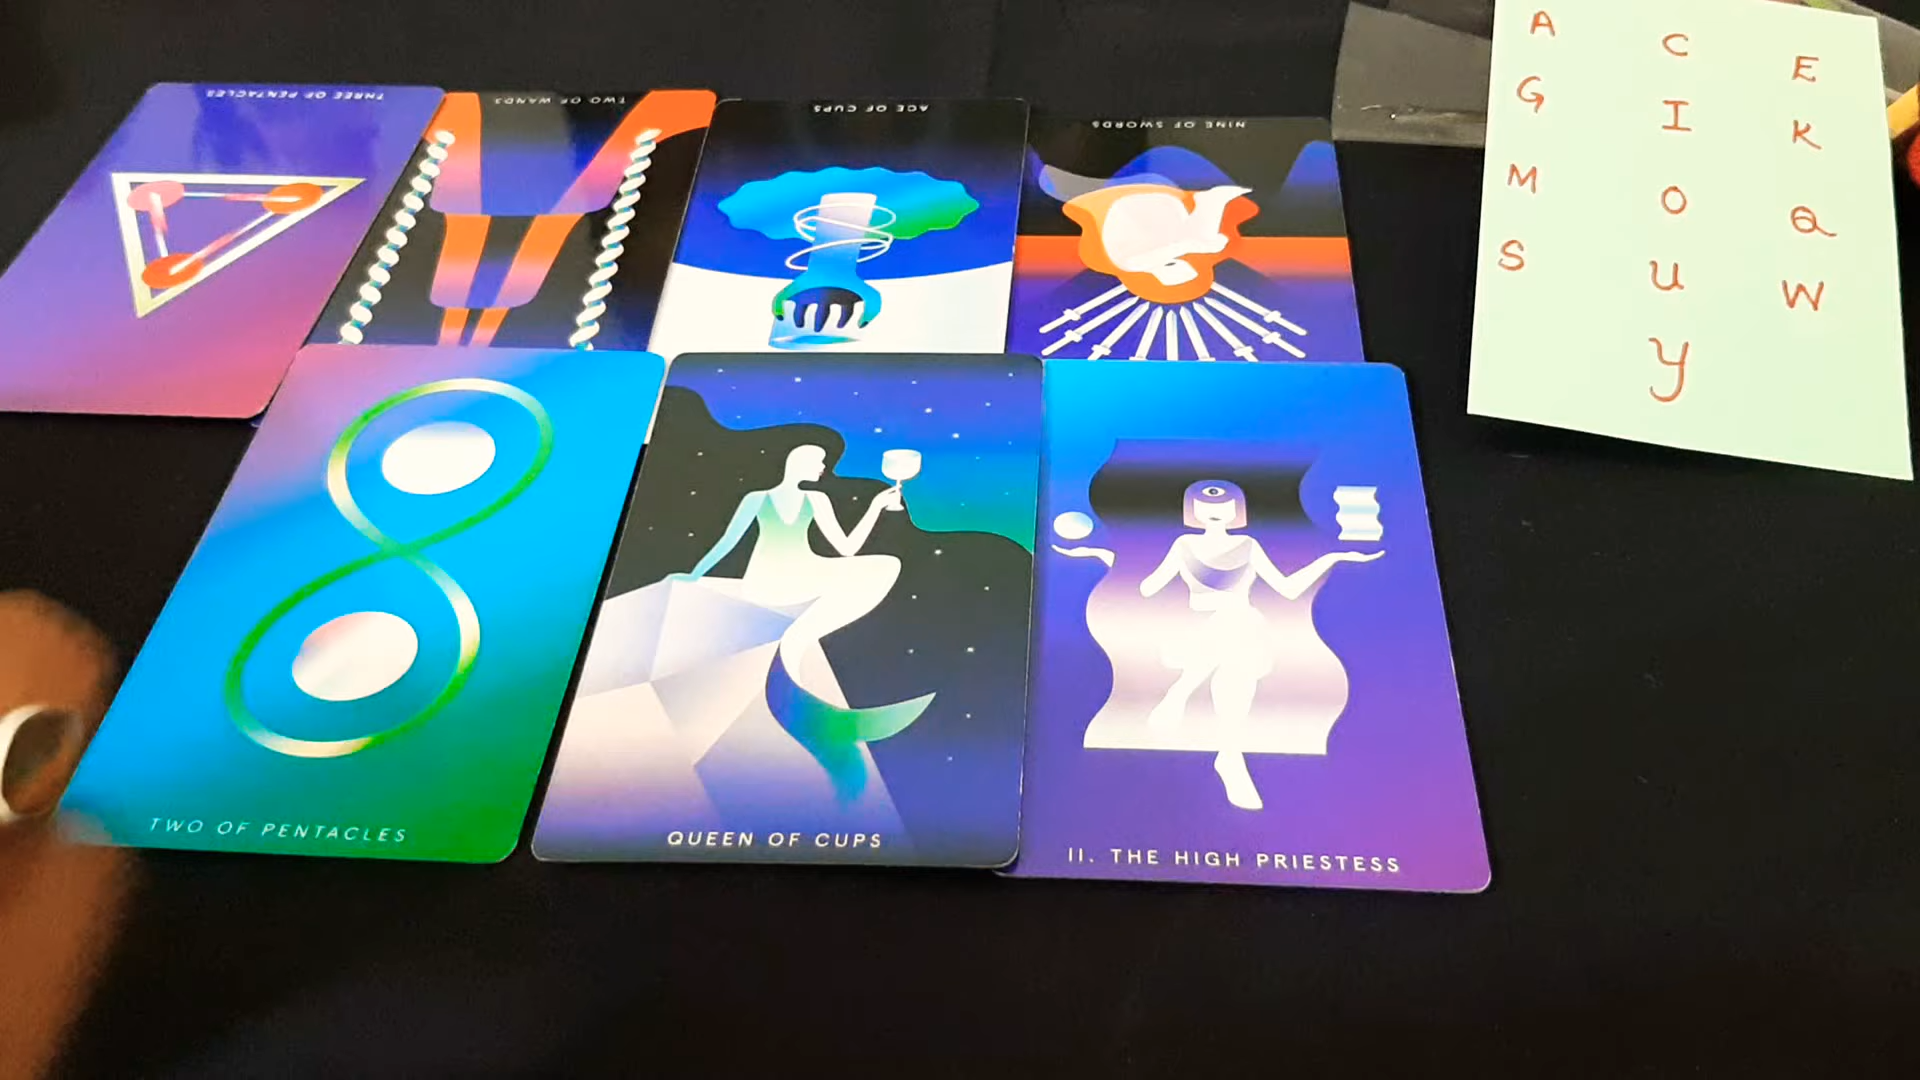 THREE OF PENTACLES
TWO OF WANDS
ACE OF CUPS
NINE OF SWORDS
TWO OF PENTACLES
QUEEN OF CUPS
II. THE HIGH PRIESTESS
A C E
G I K
M O Q
S U W
Y